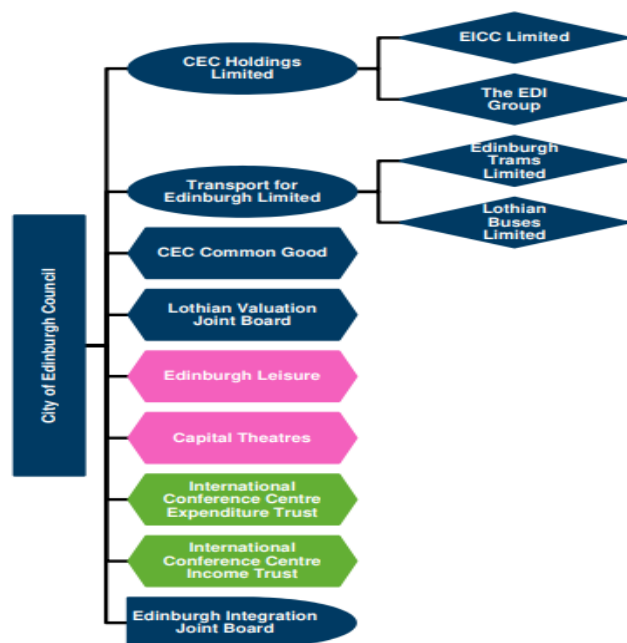 CEC Holdings
Limited
EICC Limited
The EDI
Group
Transport for
Edinburgh Limited
Edinburgh
Trams
Limited
Lothian
Buses
Limited
City of Edinburgh Council
CEC Common Good
Lothian Valuation
Joint Board
Edinburgh Leisure
Capital Theatres
International
Conference Centre
Expenditure Trust
International
Conference Centre
Income Trust
Edinburgh Integration
Joint Board